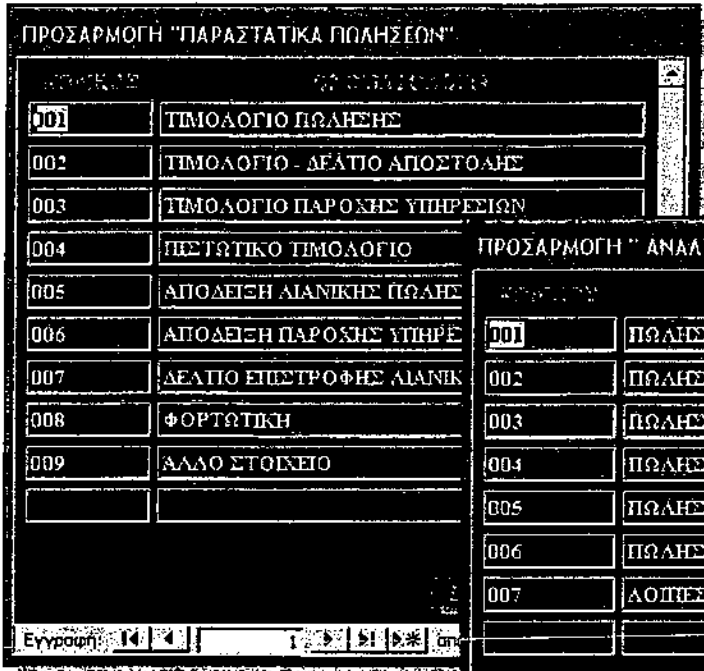 ΠΡΟΣΑΡΜΟΓΗ "ΠΑΡΑΣΤΑΤΙΚΑ ΠΩΛΗΣΕΩΝ"
001 ΤΙΜΟΛΟΓΙΟ ΠΩΛΗΣΗΣ
002 ΤΙΜΟΛΟΓΙΟ - ΔΕΛΤΙΟ ΑΠΟΣΤΟΛΗΣ
003 ΤΙΜΟΛΟΓΙΟ ΠΑΡΟΧΗΣ ΥΠΗΡΕΣΙΩΝ
004 ΠΙΣΤΩΤΙΚΟ ΤΙΜΟΛΟΓΙΟ
005 ΑΠΟΔΕΙΞΗ ΛΙΑΝΙΚΗΣ ΠΩΛΗΣ
006 ΑΠΟΔΕΙΞΗ ΠΑΡΟΧΗΣ ΥΠΗΡΕ
007 ΔΕΛΤΙΟ ΕΠΙΣΤΡΟΦΗΣ ΛΙΑΝΙΚ
008 ΦΟΡΤΩΤΙΚΗ
009 ΑΛΛΟ ΣΤΟΙΧΕΙΟ
Εγγραφή: 1 απ
ΠΡΟΣΑΡΜΟΓΗ " ΑΝΑΛ
001 ΠΩΛΗΣ
002 ΠΩΛΗΣ
003 ΠΩΛΗΣ
004 ΠΩΛΗΣ
005 ΠΩΛΗΣ
006 ΠΩΛΗΣ
007 ΛΟΙΠΕΣ